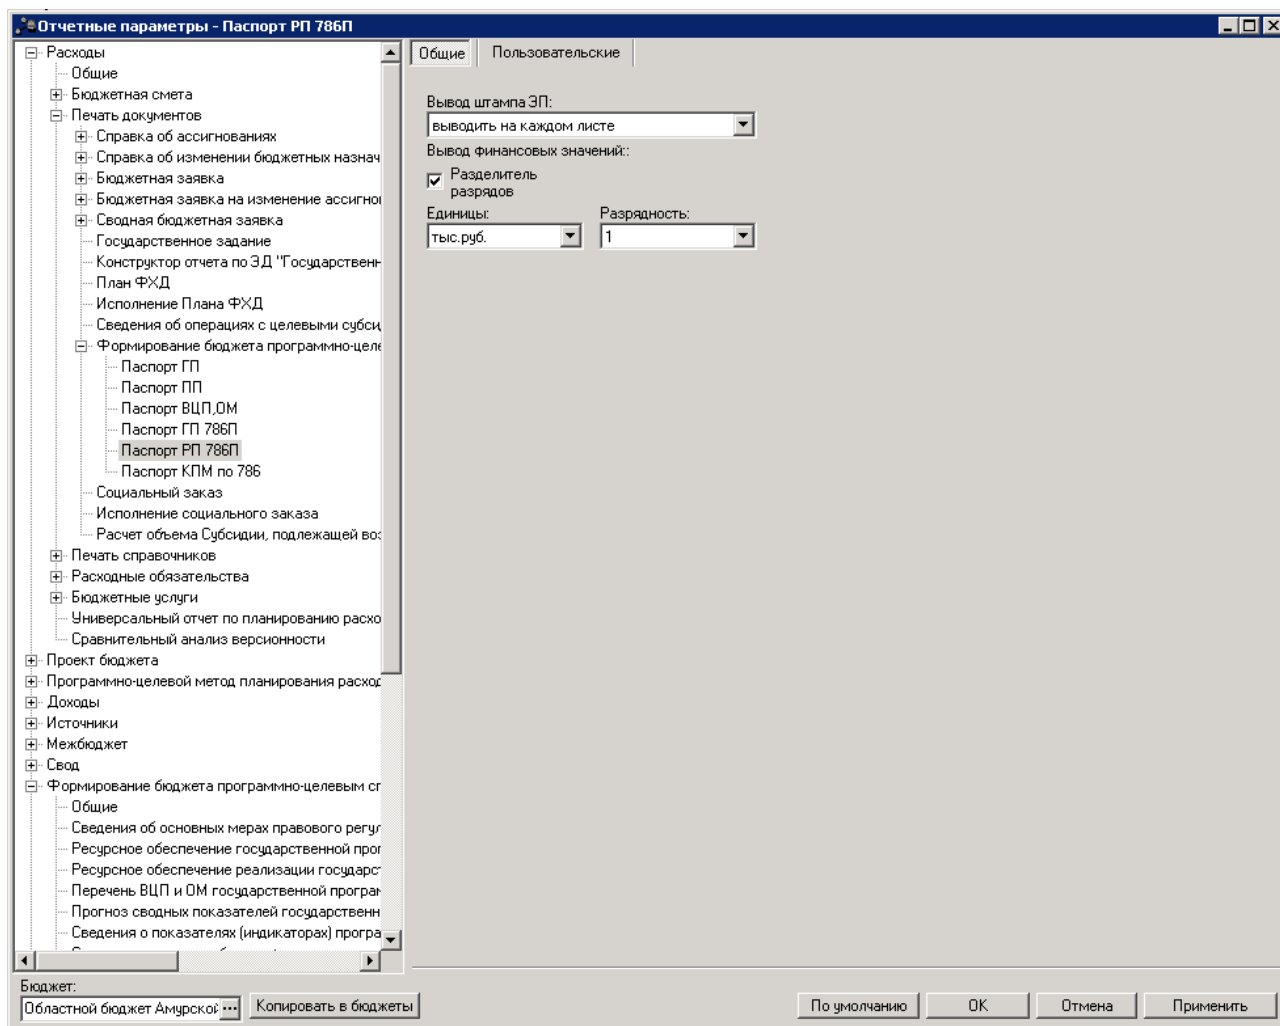 Отчетные параметры - Паспорт РП 786П
Расходы
Общие
Бюджетная смета
Печать документов
Справка об ассигнованиях
Справка об изменении бюджетных назнач
Бюджетная заявка
Бюджетная заявка на изменение ассигно
Сводная бюджетная заявка
Государственное задание
Конструктор отчета по ЭД "Государствен
План ФХД
Исполнение Плана ФХД
Сведения об операциях с целевыми субси
Формирование бюджета программно-целе
Паспорт ГП
Паспорт ПП
Паспорт ВЦП,ОМ
Паспорт ГП 786П
Паспорт РП 786П
Паспорт КПМ по 786
Социальный заказ
Исполнение социального заказа
Расчет объема Субсидии, подлежащей воз
Печать справочников
Расходные обязательства
Бюджетные услуги
Универсальный отчет по планированию расхо
Сравнительный анализ версионности
Проект бюджета
Программно-целевой метод планирования расход
Доходы
Источники
Межбюджет
Свод
Формирование бюджета программно-целевым сп
Общие
Сведения об основных мерах правового регул
Ресурсное обеспечение государственной прог
Ресурсное обеспечение реализации государст
Перечень ВЦП и ОМ государственной програм
Прогноз сводных показателей государственн
Сведения о показателях (индикаторах) програ
Общие Пользовательские
Вывод штампа ЭП:
выводить на каждом листе
Вывод финансовых значений::
Разделитель
разрядов
Единицы: Разрядность:
тыс.руб. 1
Бюджет:
Областной бюджет Амурской ... Копировать в бюджеты По умолчанию OK Отмена Применить